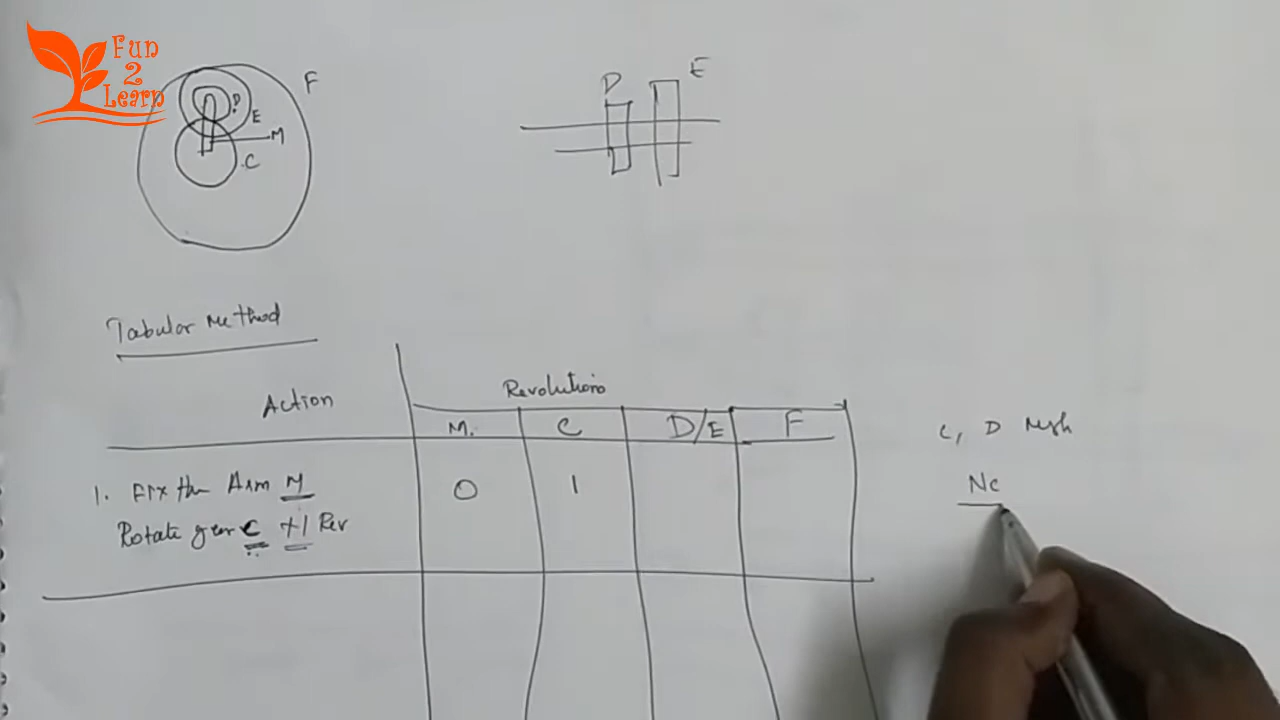 Fun
2
Learn
F
D
E
M
C
D
E
Tabular Method
Action
Revolutions
M.
C
D/E
F
1. Fix the Arm M
0
1
Rotate gear C +1 Rev
C, D mesh
Nc